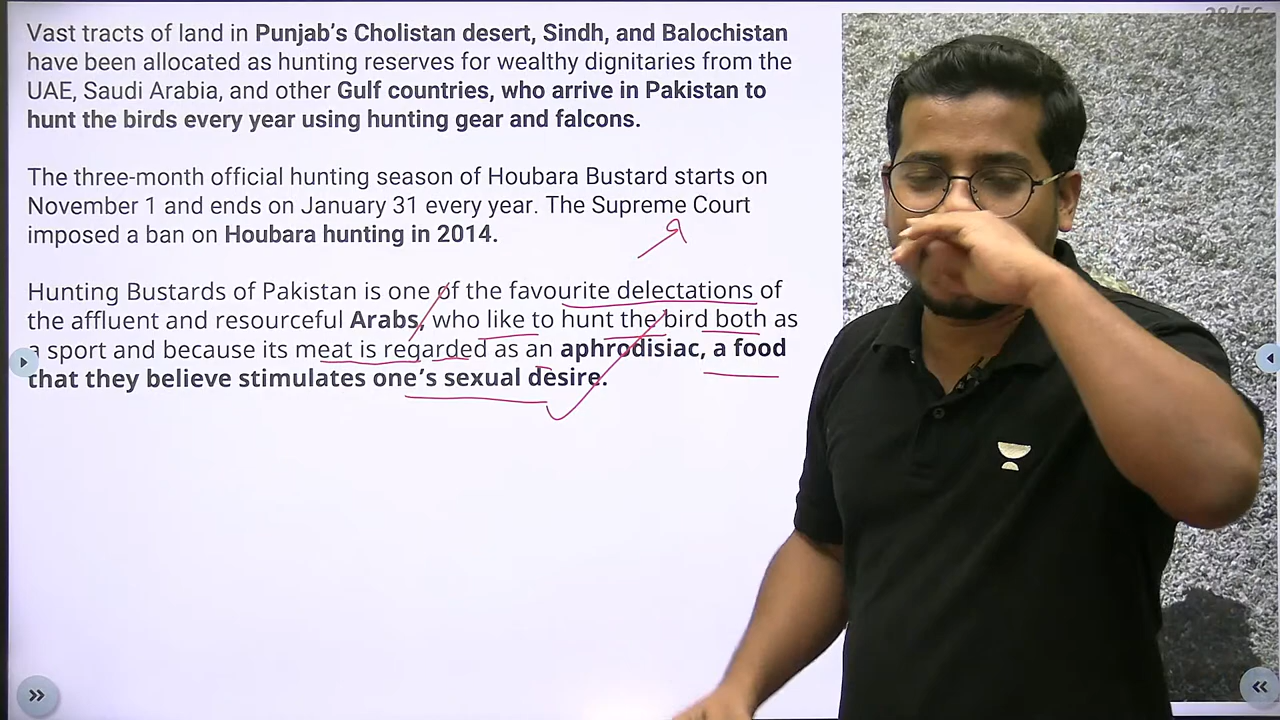 28/56
Vast tracts of land in Punjab’s Cholistan desert, Sindh, and Balochistan
have been allocated as hunting reserves for wealthy dignitaries from the
UAE, Saudi Arabia, and other Gulf countries, who arrive in Pakistan to
hunt the birds every year using hunting gear and falcons.
The three-month official hunting season of Houbara Bustard starts on
November 1 and ends on January 31 every year. The Supreme Court
imposed a ban on Houbara hunting in 2014.
Hunting Bustards of Pakistan is one of the favourite delectations of
the affluent and resourceful Arabs, who like to hunt the bird both as
a sport and because its meat is regarded as an aphrodisiac, a food
that they believe stimulates one’s sexual desire.